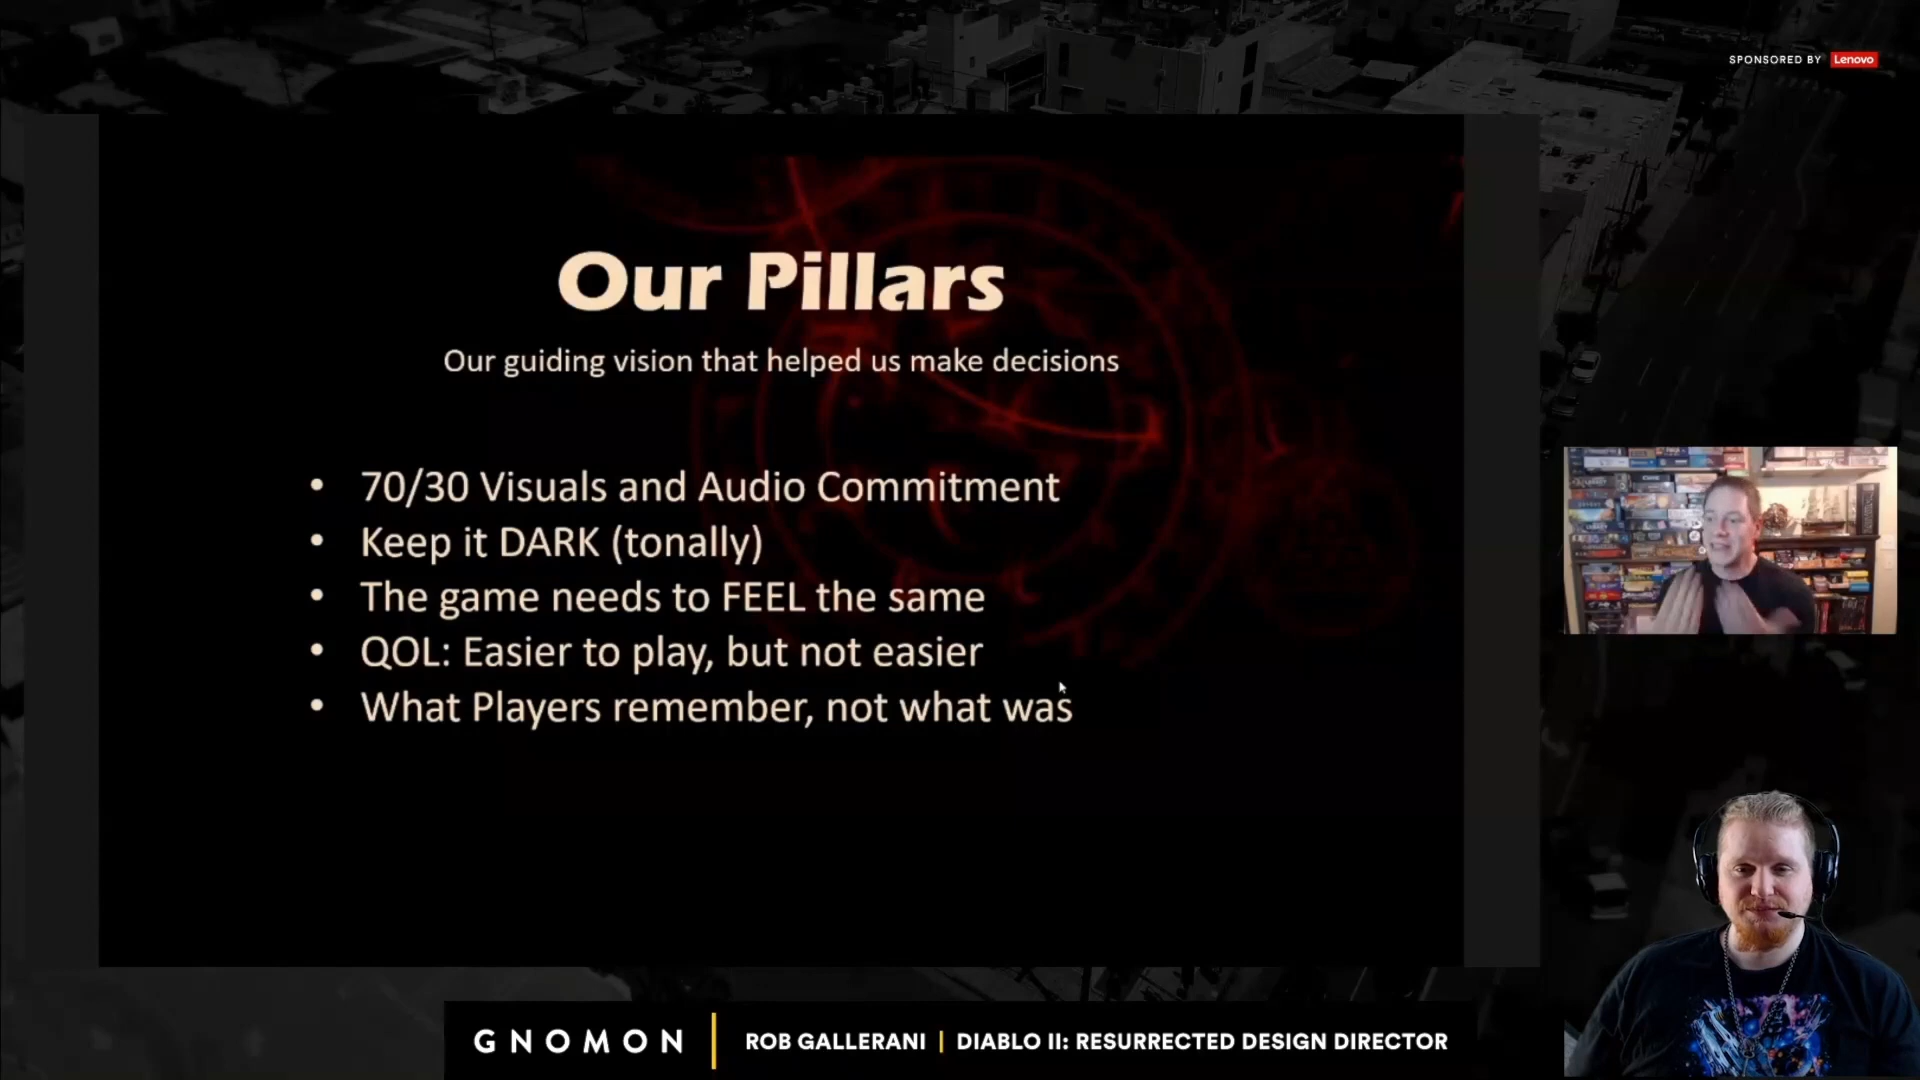 SPONSORED BY Lenovo
Our Pillars
Our guiding vision that helped us make decisions
• 70/30 Visuals and Audio Commitment
• Keep it DARK (tonally)
• The game needs to FEEL the same
• QOL: Easier to play, but not easier
• What Players remember, not what was
GNOMON | ROB GALLERANI | DIABLO II: RESURRECTED DESIGN DIRECTOR